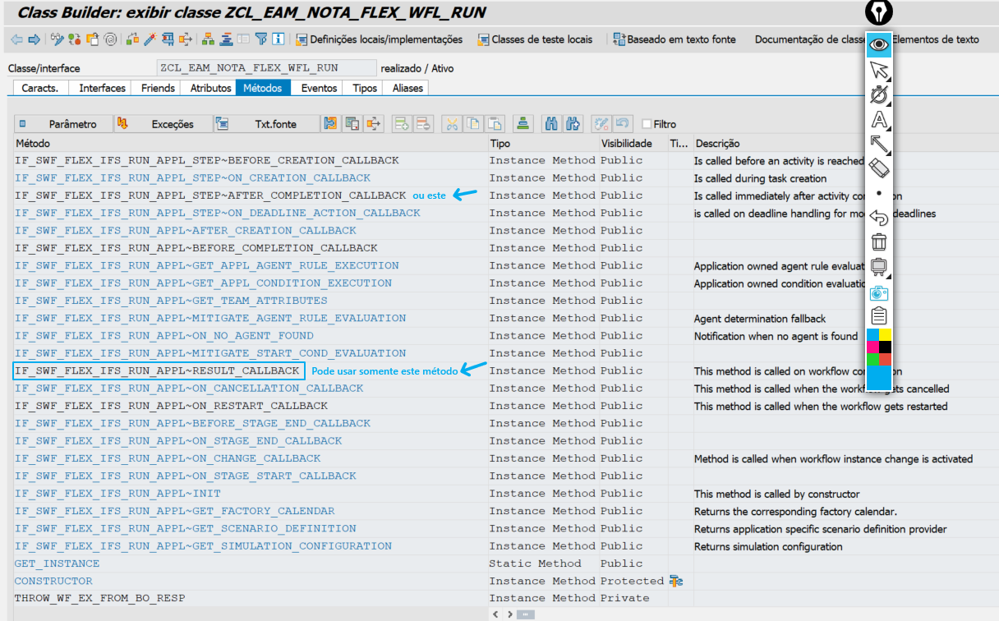 Class Builder: exibir classe ZCL_EAM_NOTA_FLEX_WFL_RUN
Definições locais/implementações Classes de teste locais Baseado em texto fonte Documentação de classe Elementos de texto
Classe/interface ZCL_EAM_NOTA_FLEX_WFL_RUN realizado / Ativo
Caracts. Interfaces Friends Atributos Métodos Eventos Tipos Aliases
Parâmetro Exceções Txt.fonte Filtro
Método Tipo Visibilidade Ti... Descrição
IF_SWF_FLEX_IFS_RUN_APPL_STEP~BEFORE_CREATION_CALLBACK Instance Method Public Is called before an activity is reached
IF_SWF_FLEX_IFS_RUN_APPL_STEP~ON_CREATION_CALLBACK Instance Method Public Is called during task creation
IF_SWF_FLEX_IFS_RUN_APPL_STEP~AFTER_COMPLETION_CALLBACK ou este Instance Method Public Is called immediately after activity
IF_SWF_FLEX_IFS_RUN_APPL_STEP~ON_DEADLINE_ACTION_CALLBACK Instance Method Public is called on deadline handling for deadlines
IF_SWF_FLEX_IFS_RUN_APPL~AFTER_CREATION_CALLBACK Instance Method Public
IF_SWF_FLEX_IFS_RUN_APPL~BEFORE_COMPLETION_CALLBACK Instance Method Public
IF_SWF_FLEX_IFS_RUN_APPL~GET_APPL_AGENT_RULE_EXECUTION Instance Method Public Application owned agent rule evaluat
IF_SWF_FLEX_IFS_RUN_APPL~GET_APPL_CONDITION_EXECUTION Instance Method Public Application owned condition evaluatio
IF_SWF_FLEX_IFS_RUN_APPL~GET_TEAM_ATTRIBUTES Instance Method Public
IF_SWF_FLEX_IFS_RUN_APPL~MITIGATE_AGENT_RULE_EVALUATION Instance Method Public Agent determination fallback
IF_SWF_FLEX_IFS_RUN_APPL~ON_NO_AGENT_FOUND Instance Method Public Notification when no agent is found
IF_SWF_FLEX_IFS_RUN_APPL~MITIGATE_START_COND_EVALUATION Instance Method Public
IF_SWF_FLEX_IFS_RUN_APPL~RESULT_CALLBACK Pode usar somente este método Instance Method Public This method is called on workflow
IF_SWF_FLEX_IFS_RUN_APPL~ON_CANCELLATION_CALLBACK Instance Method Public This method is called when the workflow gets cancelled
IF_SWF_FLEX_IFS_RUN_APPL~ON_RESTART_CALLBACK Instance Method Public This method is called when the workflow gets restarted
IF_SWF_FLEX_IFS_RUN_APPL~BEFORE_STAGE_END_CALLBACK Instance Method Public
IF_SWF_FLEX_IFS_RUN_APPL~ON_STAGE_END_CALLBACK Instance Method Public
IF_SWF_FLEX_IFS_RUN_APPL~ON_CHANGE_CALLBACK Instance Method Public Method is called when workflow instance change is activated
IF_SWF_FLEX_IFS_RUN_APPL~ON_STAGE_START_CALLBACK Instance Method Public
IF_SWF_FLEX_IFS_RUN_APPL~INIT Instance Method Public This method is called by constructor
IF_SWF_FLEX_IFS_RUN_APPL~GET_FACTORY_CALENDAR Instance Method Public Returns the corresponding factory calendar.
IF_SWF_FLEX_IFS_RUN_APPL~GET_SCENARIO_DEFINITION Instance Method Public Returns application specific scenario definition provider
IF_SWF_FLEX_IFS_RUN_APPL~GET_SIMULATION_CONFIGURATION Instance Method Public Returns simulation configuration
GET_INSTANCE Static Method Public
CONSTRUCTOR Instance Method Protected
THROW_WF_EX_FROM_BO_RESP Instance Method Private